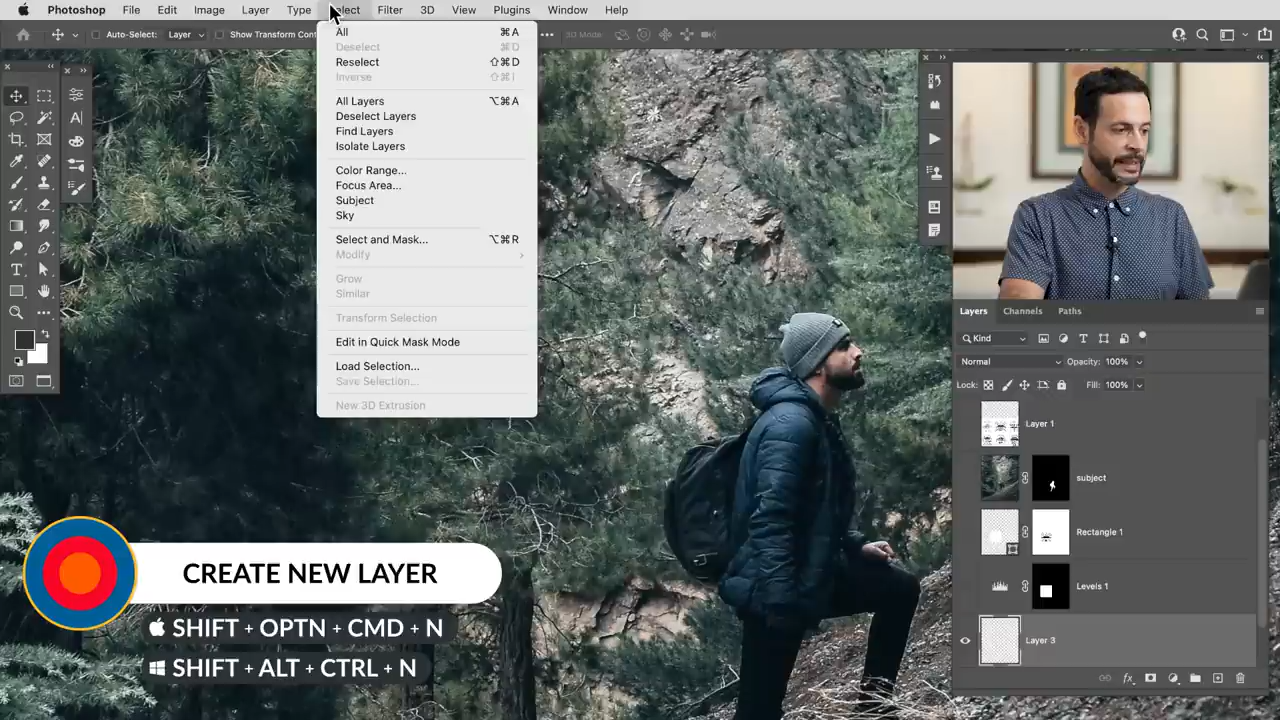 Photoshop File Edit Image Layer Type Select Filter 3D View Plugins Window Help
Auto-Select: Layer Show Transform Cont 3D Mode:
All ⌘A
Deselect ⌘D
Reselect ⇧⌘D
Inverse ⇧⌘I
All Layers ⌥⌘A
Deselect Layers
Find Layers
Isolate Layers
Color Range...
Focus Area...
Subject
Sky
Select and Mask... ⌥⌘R
Modify
Grow
Similar
Transform Selection
Edit in Quick Mask Mode
Load Selection...
Save Selection...
New 3D Extrusion
Layers Channels Paths
Kind
Normal Opacity: 100%
Lock: Fill: 100%
Layer 1
subject
Rectangle 1
Levels 1
Layer 3
CREATE NEW LAYER
SHIFT + OPTN + CMD + N
SHIFT + ALT + CTRL + N